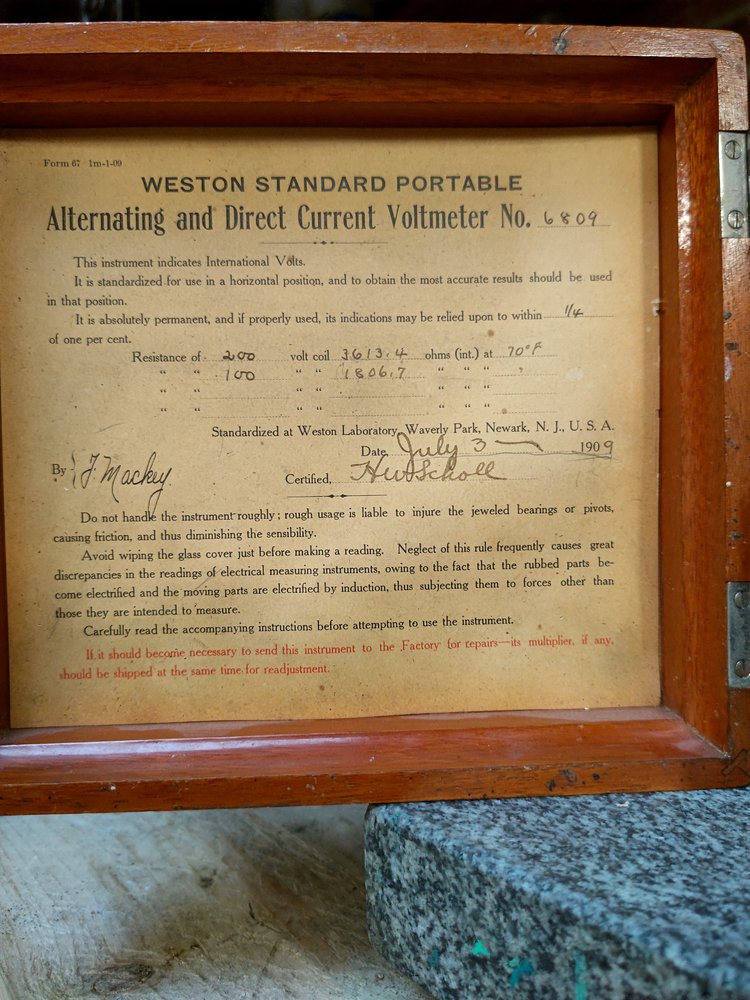 Form 67 1m-1-09
WESTON STANDARD PORTABLE
Alternating and Direct Current Voltmeter No. 6809
This instrument indicates International Volts.
It is standardized for use in a horizontal position, and to obtain the most accurate results should be used
in that position.
It is absolutely permanent, and if properly used, its indications may be relied upon to within 1/4
of one per cent.
Resistance of 200 volt coil 3613.4 ohms (int.) at 70°F
" " 100 " " 1806.7 " " " "
" " " " " " "
" " " " " " "
Standardized at Weston Laboratory, Waverly Park, Newark, N. J., U. S. A.
Date, July 3 1909
By J. Mackey Certified, HW Scholl
Do not handle the instrument roughly; rough usage is liable to injure the jeweled bearings or pivots,
causing friction, and thus diminishing the sensibility.
Avoid wiping the glass cover just before making a reading. Neglect of this rule frequently causes great
discrepancies in the readings of electrical measuring instruments, owing to the fact that the rubbed parts be-
come electrified and the moving parts are electrified by induction, thus subjecting them to forces other than
those they are intended to measure.
Carefully read the accompanying instructions before attempting to use the instrument.
If it should become necessary to send this instrument to the Factory for repairs—its multiplier, if any,
should be shipped at the same time for readjustment.